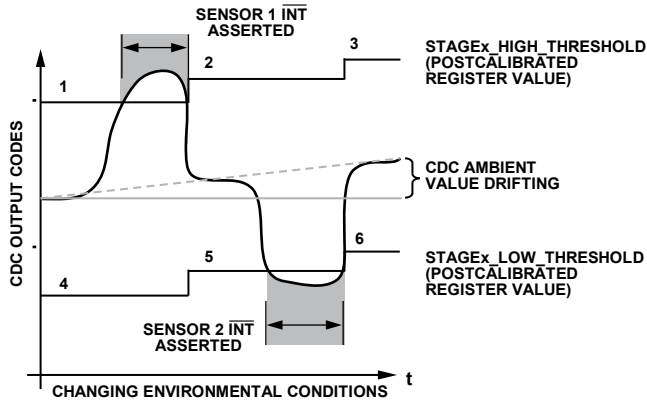 SENSOR 1 INT
ASSERTED
1
2
3
STAGEx_HIGH_THRESHOLD
(POSTCALIBRATED
REGISTER VALUE)
CDC OUTPUT CODES
CDC AMBIENT
VALUE DRIFTING
4
5
6
STAGEx_LOW_THRESHOLD
(POSTCALIBRATED
REGISTER VALUE)
SENSOR 2 INT
ASSERTED
t
CHANGING ENVIRONMENTAL CONDITIONS